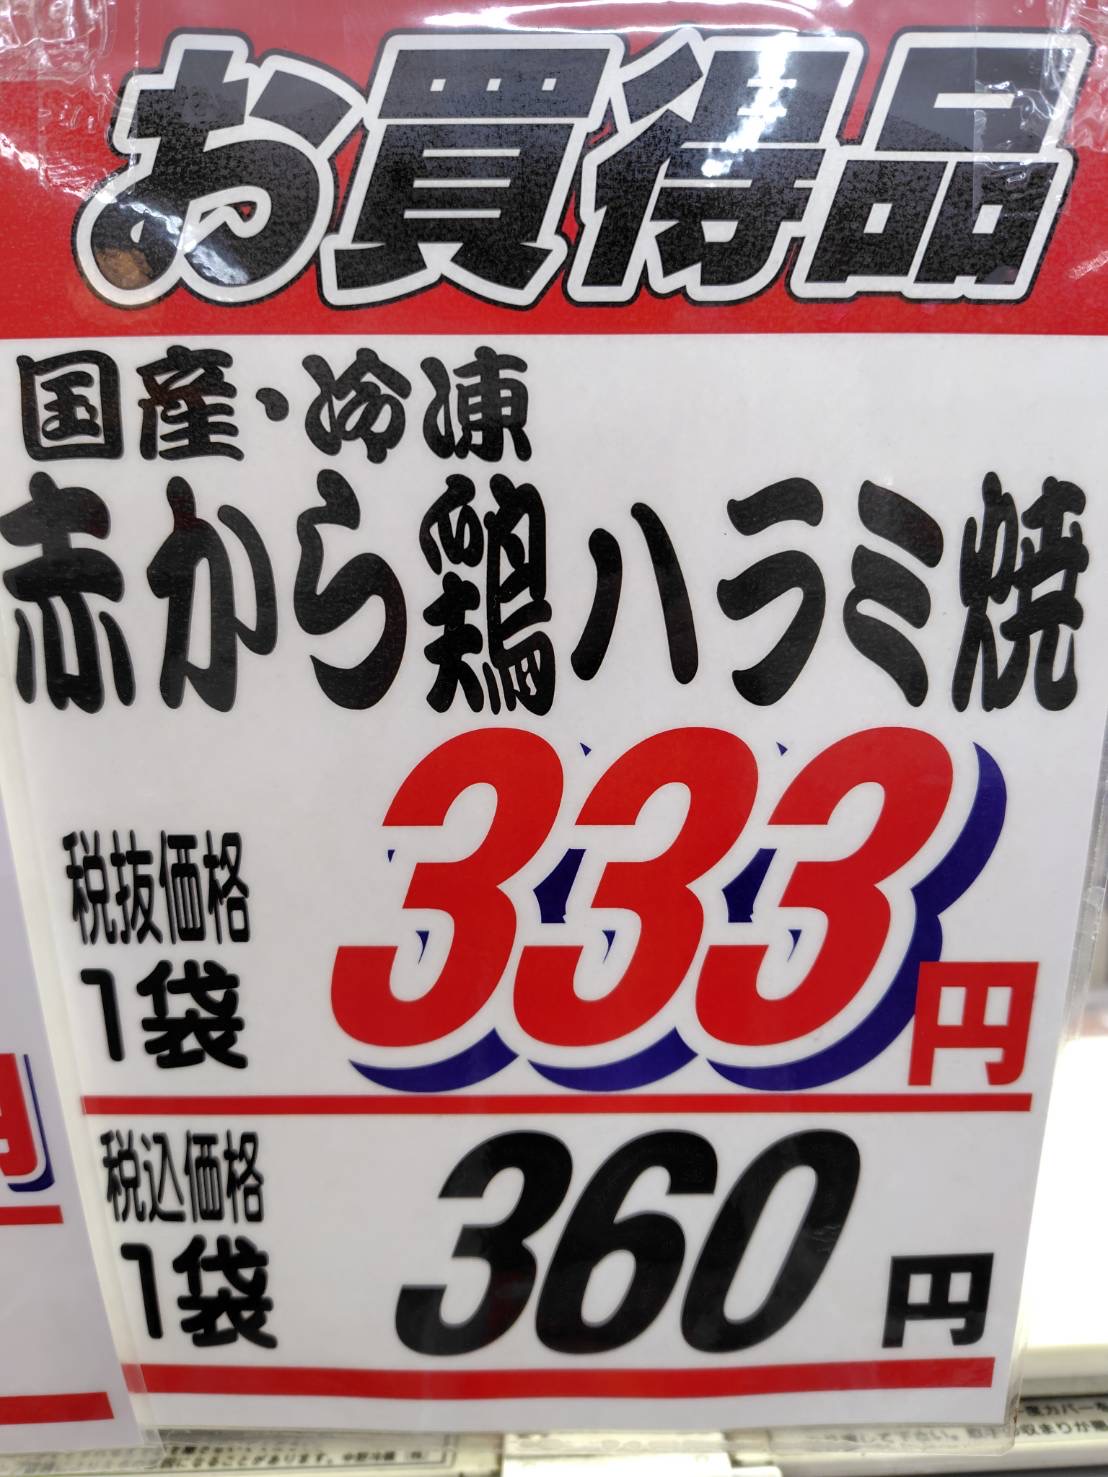 お買得品
国産・冷凍
赤から鶏ハラミ焼
税抜価格
1袋
333円
税込価格
1袋
360円
円